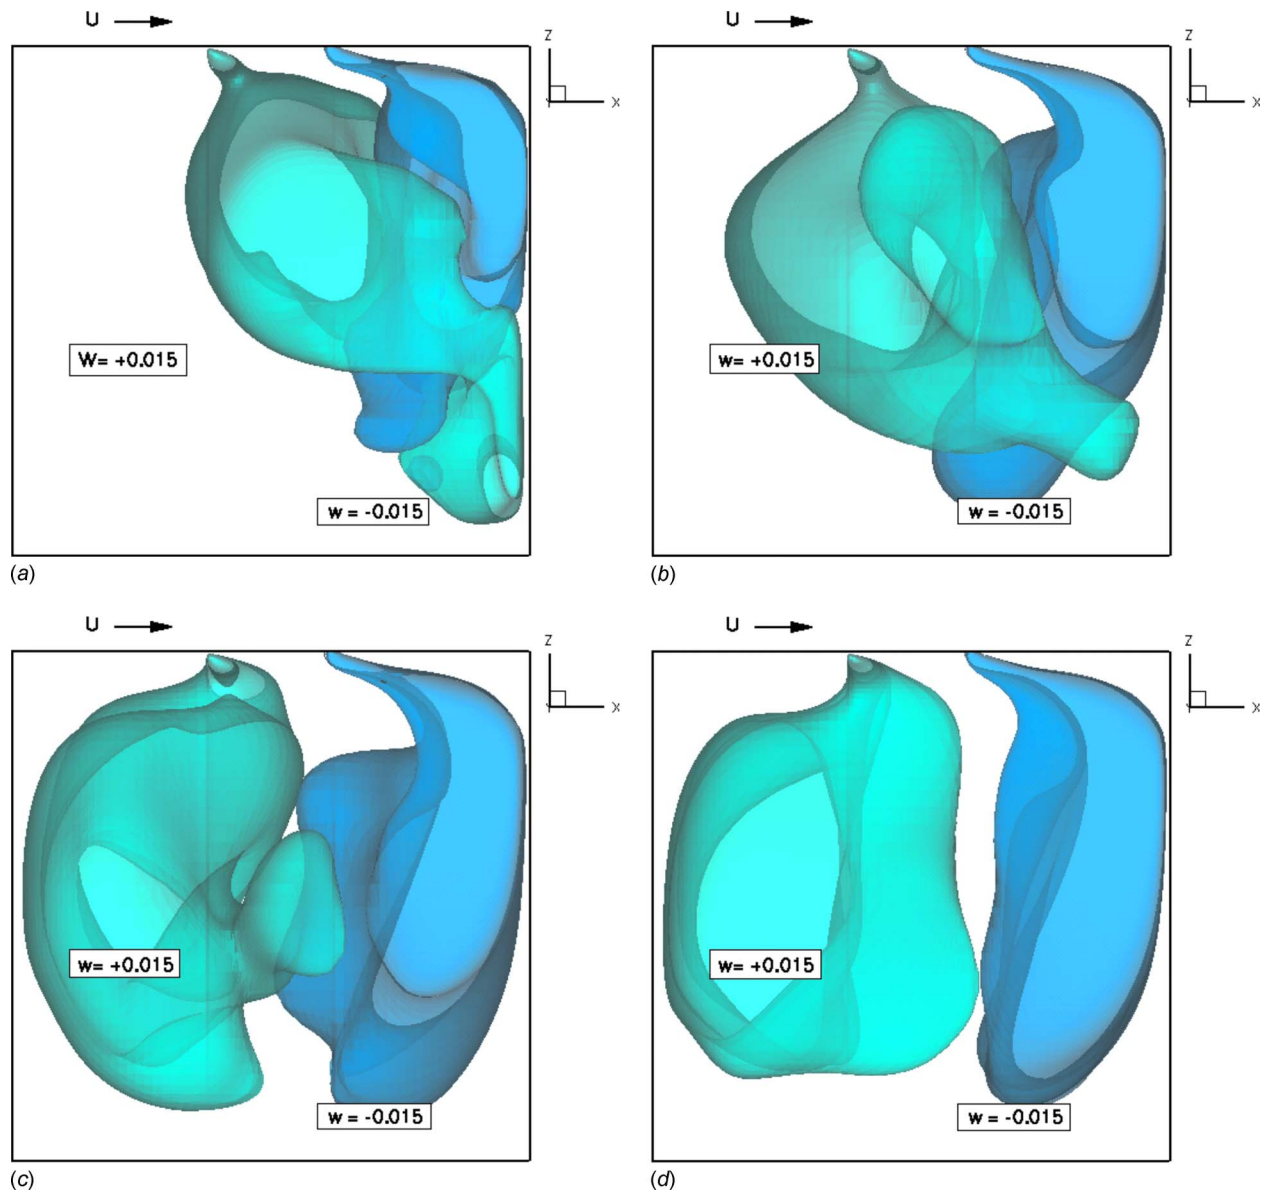 U
Z
X
W= +0.015
w = -0.015
(a)
U
Z
X
w= +0.015
w = -0.015
(b)
U
Z
X
w= +0.015
w = -0.015
(c)
U
Z
X
w= +0.015
w = -0.015
(d)